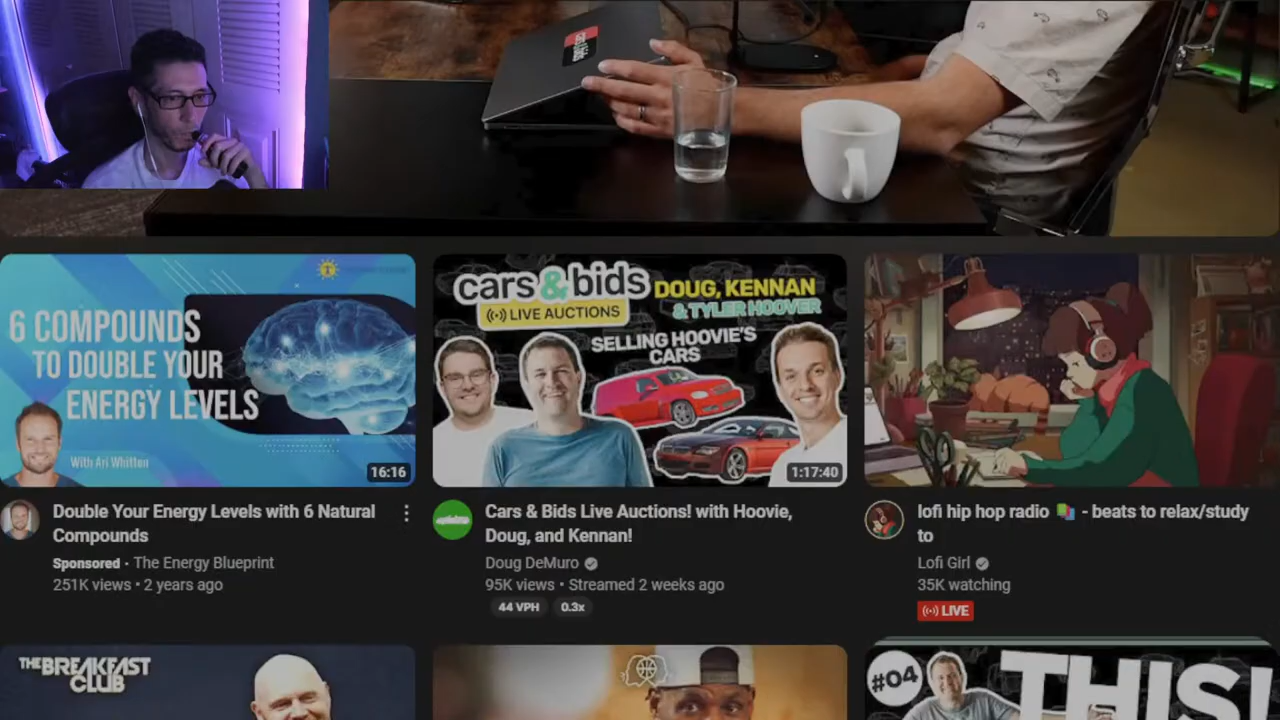 6 COMPOUNDS
TO DOUBLE YOUR
ENERGY LEVELS
With Ari Whitten
16:16
cars & bids
LIVE AUCTIONS
DOUG, KENNAN
& TYLER HOOVER
SELLING HOOVIE'S
CARS
1:17:40
Double Your Energy Levels with 6 Natural
Compounds
Sponsored • The Energy Blueprint
251K views • 2 years ago
Cars & Bids Live Auctions! with Hoovie,
Doug, and Kennan!
Doug DeMuro
95K views • Streamed 2 weeks ago
44 VPH 0.3x
lofi hip hop radio 📚 - beats to relax/study
to
Lofi Girl
35K watching
LIVE
THE BREAKFAST
CLUB
#04
THIS!